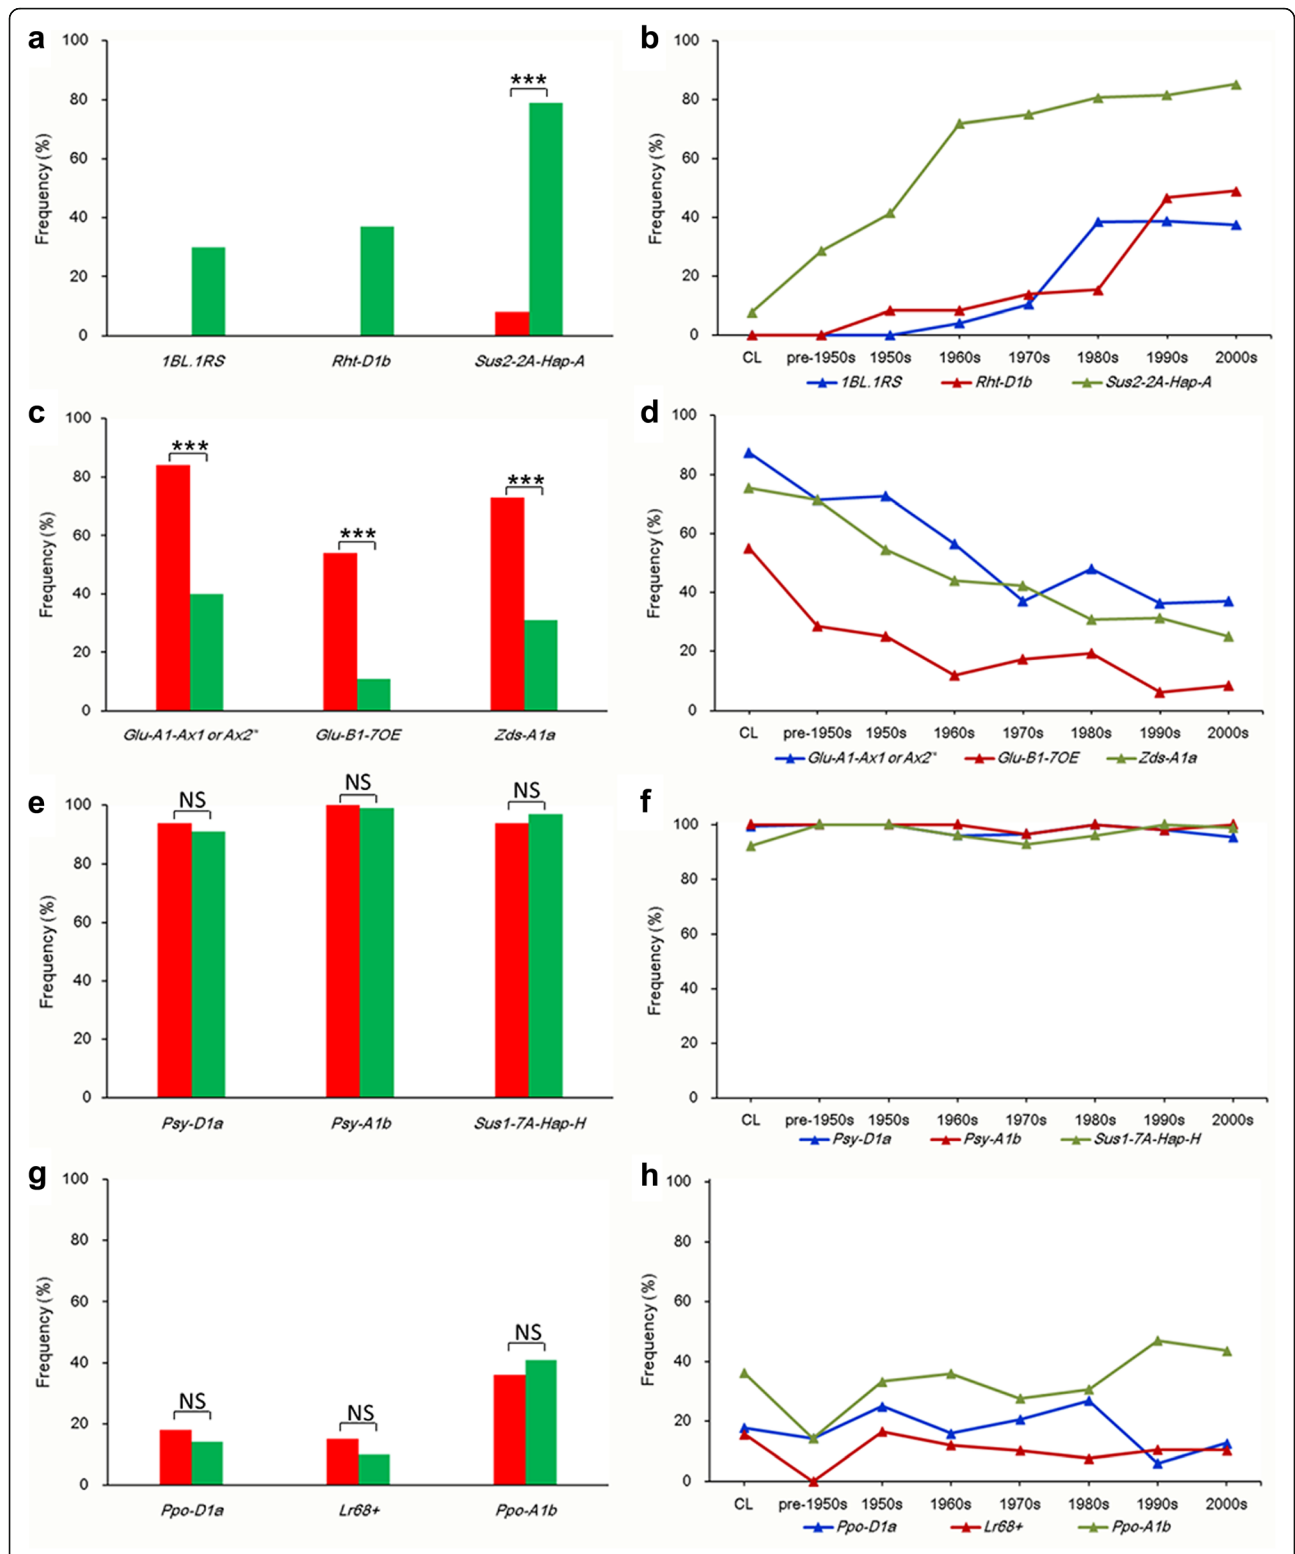 a
100
80
60
40
20
0
Frequency (%)
***
1BL.1RS Rht-D1b Sus2-2A-Hap-A
b
100
80
60
40
20
0
Frequency (%)
CL pre-1950s 1950s 1960s 1970s 1980s 1990s 2000s
1BL.1RS Rht-D1b Sus2-2A-Hap-A
c
100
80
60
40
20
0
Frequency (%)
*** *** ***
Glu-A1-Ax1 or Ax2* Glu-B1-7OE Zds-A1a
d
100
80
60
40
20
0
Frequency (%)
CL pre-1950s 1950s 1960s 1970s 1980s 1990s 2000s
Glu-A1-Ax1 or Ax2* Glu-B1-7OE Zds-A1a
e
100
80
60
40
20
0
Frequency (%)
NS NS NS
Psy-D1a Psy-A1b Sus1-7A-Hap-H
f
100
80
60
40
20
0
Frequency (%)
CL pre-1950s 1950s 1960s 1970s 1980s 1990s 2000s
Psy-D1a Psy-A1b Sus1-7A-Hap-H
g
100
80
60
40
20
0
Frequency (%)
NS NS NS
Ppo-D1a Lr68+ Ppo-A1b
h
100
80
60
40
20
0
Frequency (%)
CL pre-1950s 1950s 1960s 1970s 1980s 1990s 2000s
Ppo-D1a Lr68+ Ppo-A1b